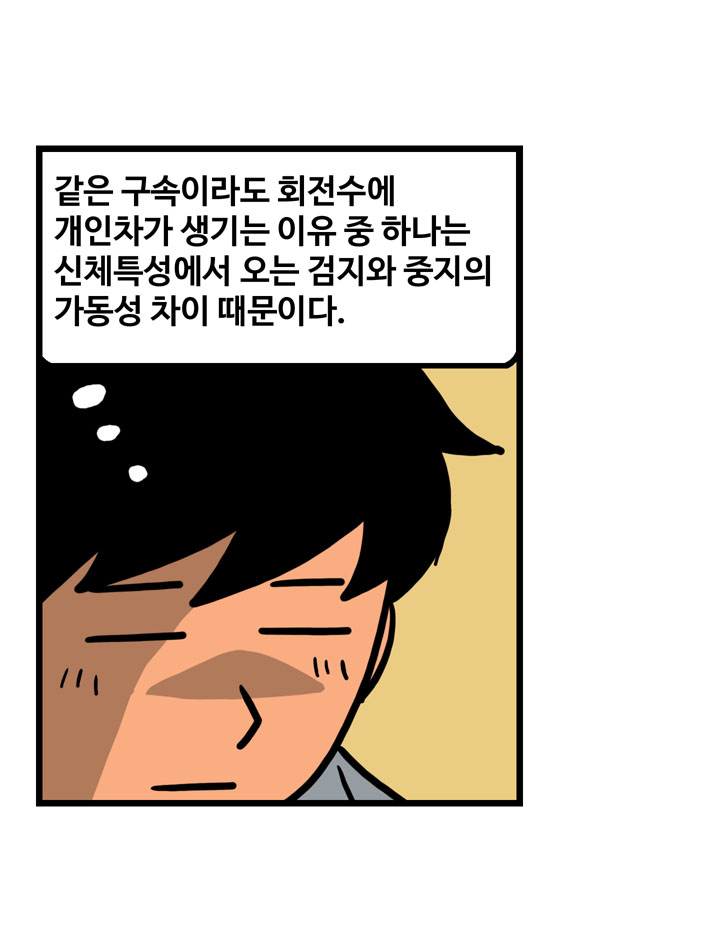 같은 구속이라도 회전수에
개인차가 생기는 이유 중 하나는
신체특성에서 오는 검지와 중지의
가동성 차이 때문이다.